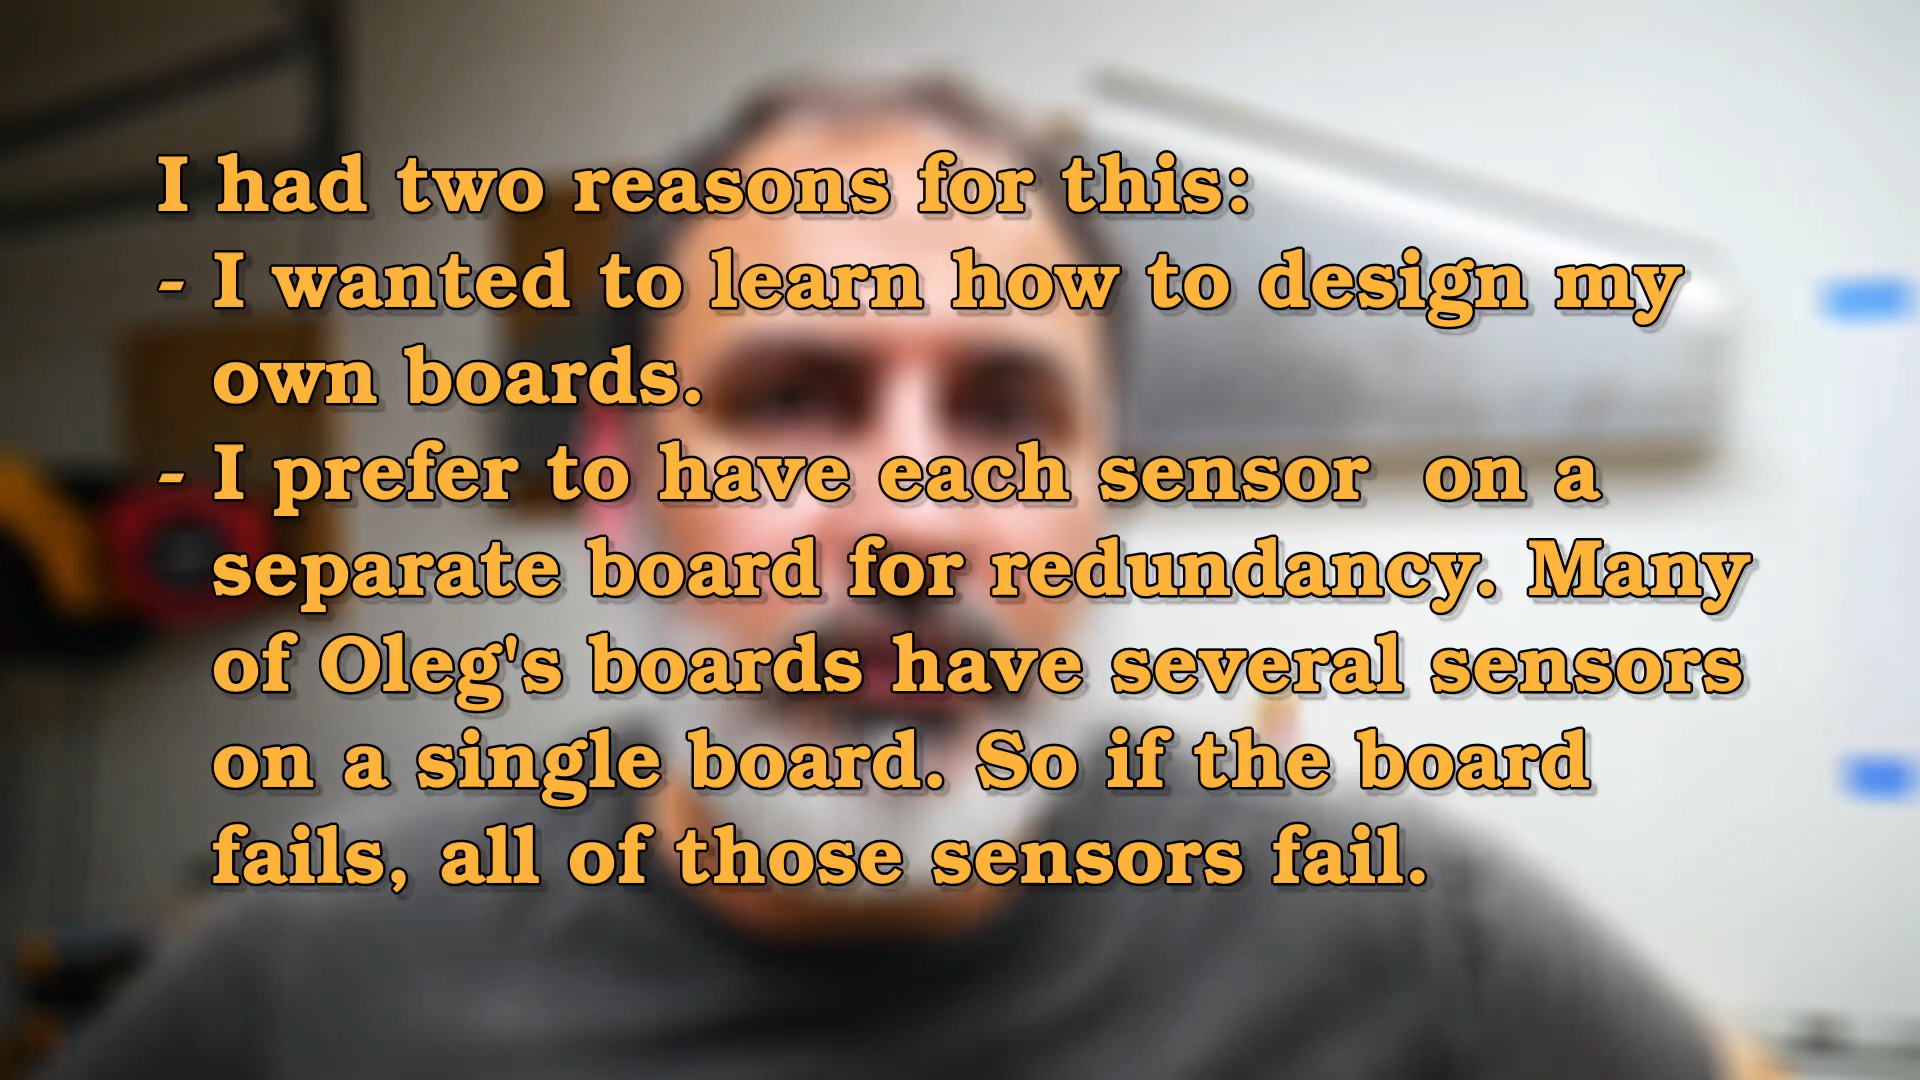 I had two reasons for this:
- I wanted to learn how to design my
own boards.
- I prefer to have each sensor  on a
separate board for redundancy. Many
of Oleg's boards have several sensors
on a single board. So if the board
fails, all of those sensors fail.